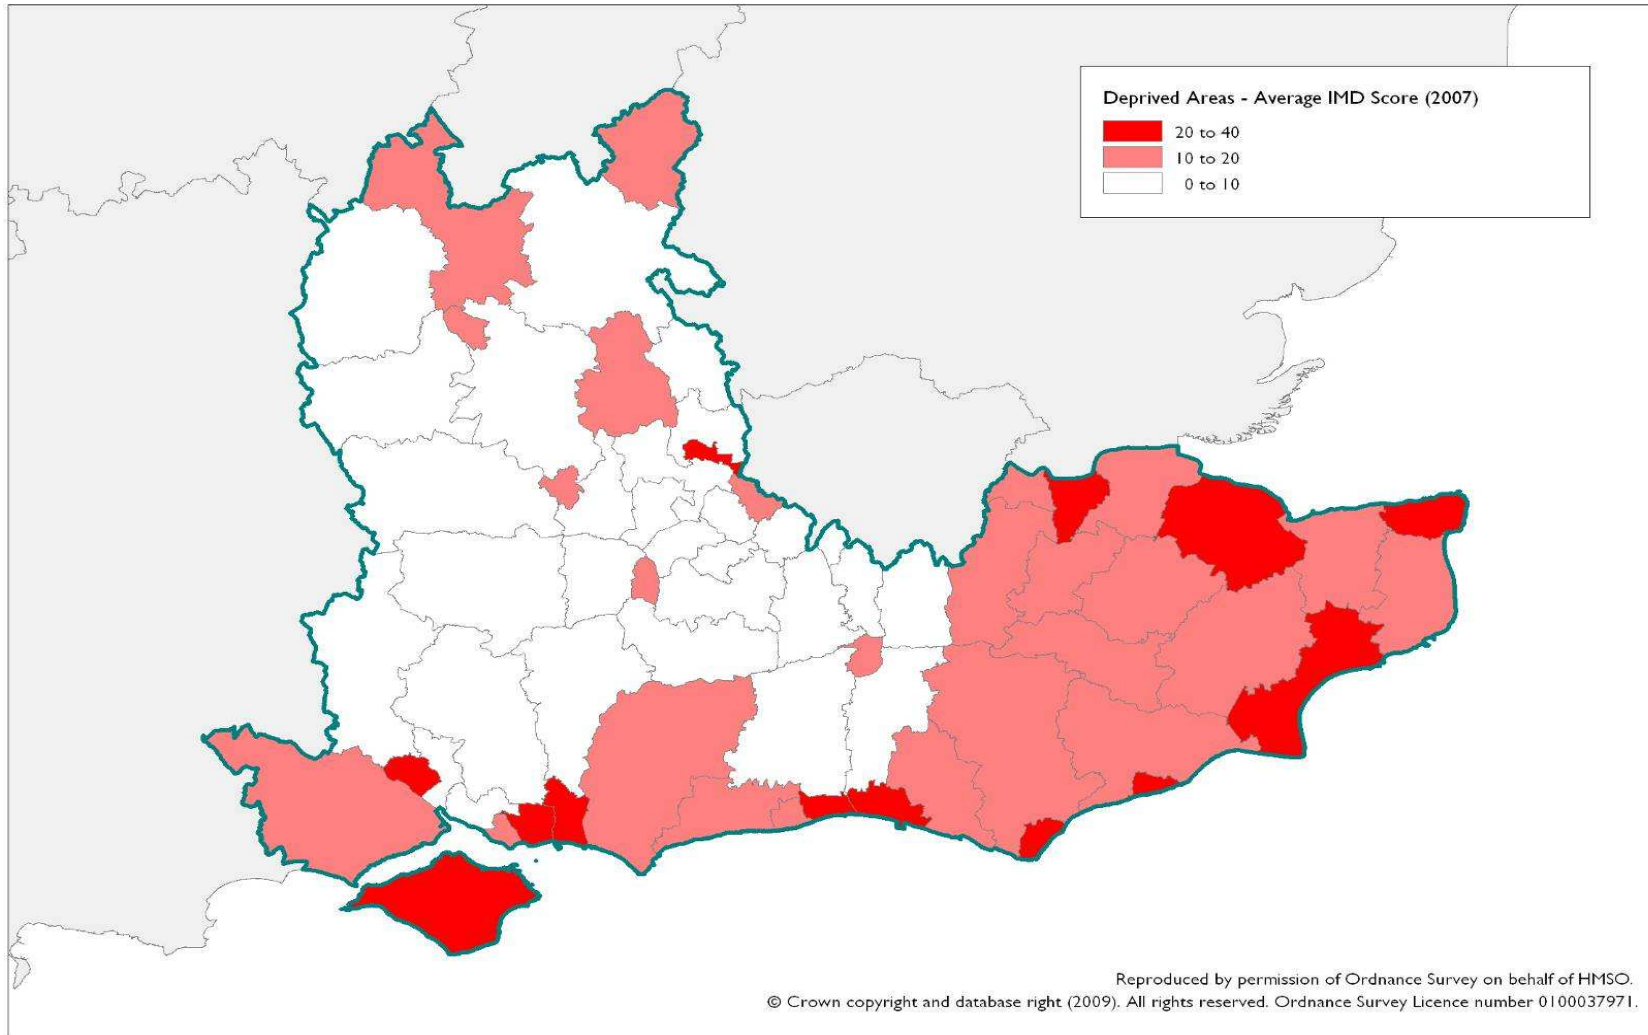 Deprived Areas - Average IMD Score (2007)
20 to 40
10 to 20
0 to 10
Reproduced by permission of Ordnance Survey on behalf of HMSO.
© Crown copyright and database right (2009). All rights reserved. Ordnance Survey Licence number 0100037971.